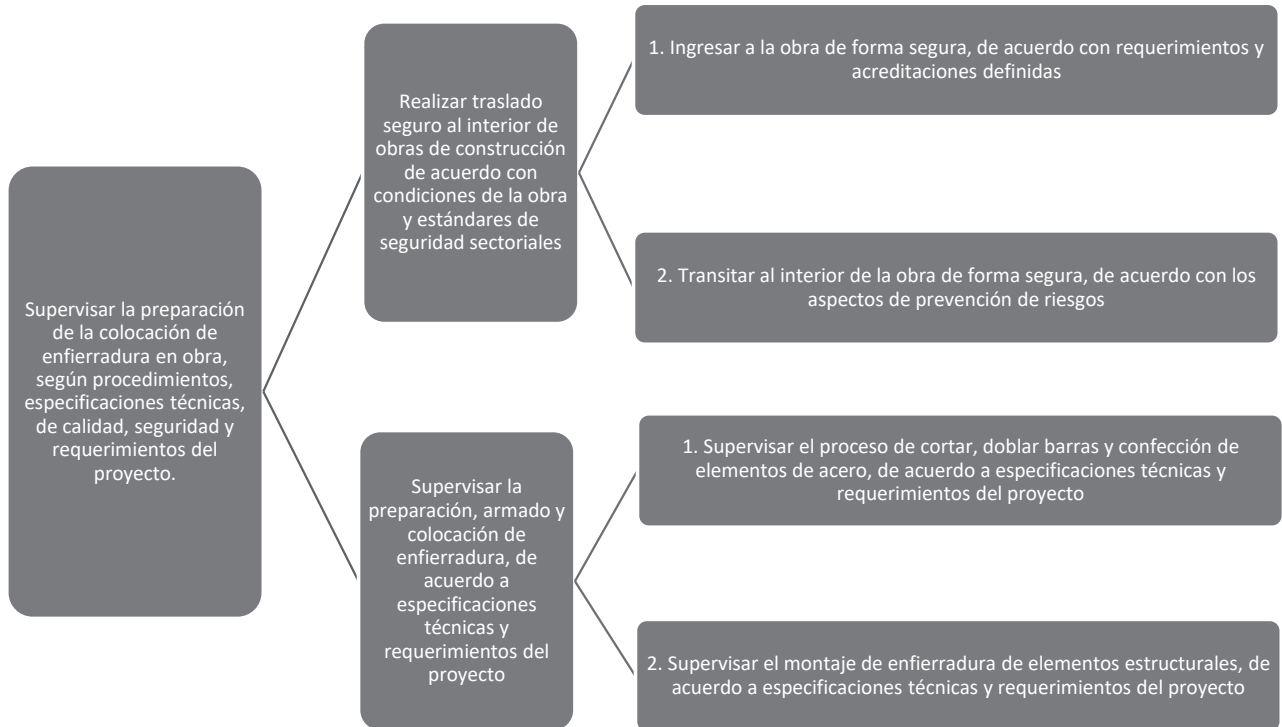 Supervisar la preparación
de la colocación de
enfierradura en obra,
según procedimientos,
especificaciones técnicas,
de calidad, seguridad y
requerimientos del
proyecto.
Realizar traslado
seguro al interior de
obras de construcción
de acuerdo con
condiciones de la obra
y estándares de
seguridad sectoriales
1. Ingresar a la obra de forma segura, de acuerdo con requerimientos y
acreditaciones definidas
2. Transitar al interior de la obra de forma segura, de acuerdo con los
aspectos de prevención de riesgos
Supervisar la
preparación, armado y
colocación de
enfierradura, de
acuerdo a
especificaciones
técnicas y
requerimientos del
proyecto
1. Supervisar el proceso de cortar, doblar barras y confección de
elementos de acero, de acuerdo a especificaciones técnicas y
requerimientos del proyecto
2. Supervisar el montaje de enfierradura de elementos estructurales, de
acuerdo a especificaciones técnicas y requerimientos del proyecto